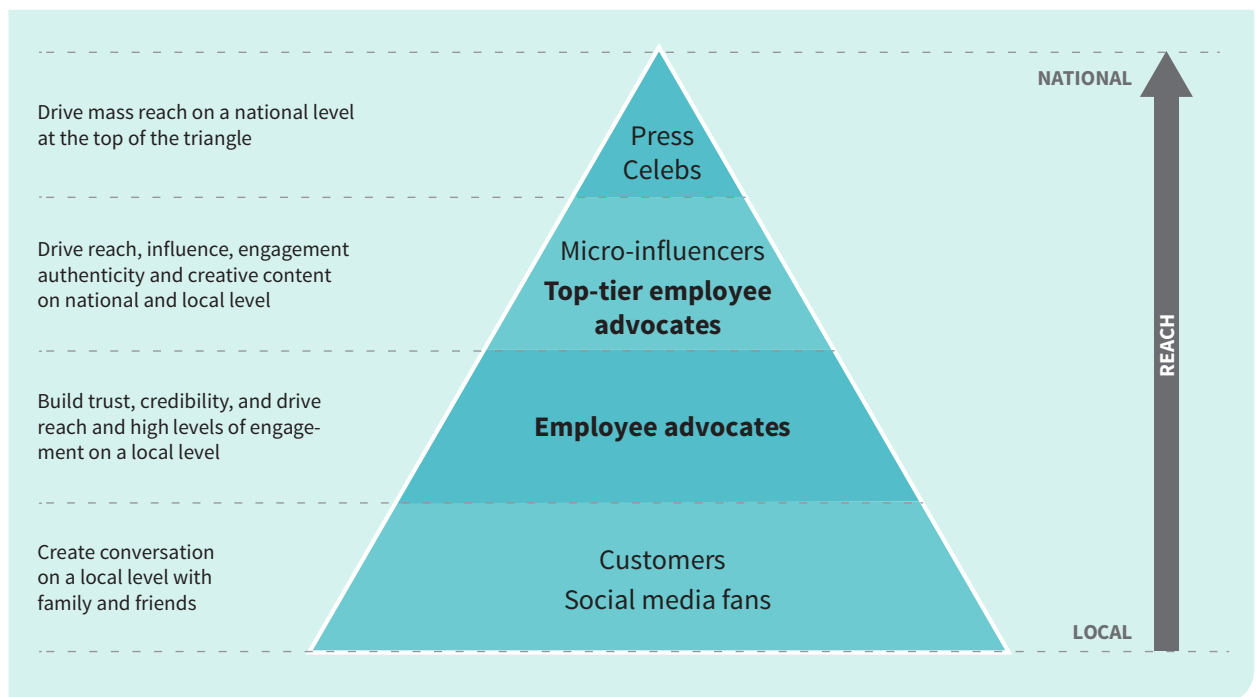 NATIONAL
Drive mass reach on a national level
at the top of the triangle
Press
Celebs
Drive reach, influence, engagement
authenticity and creative content
on national and local level
Micro-influencers
Top-tier employee
advocates
REACH
Build trust, credibility, and drive
reach and high levels of engage-
ment on a local level
Employee advocates
Create conversation
on a local level with
family and friends
Customers
Social media fans
LOCAL